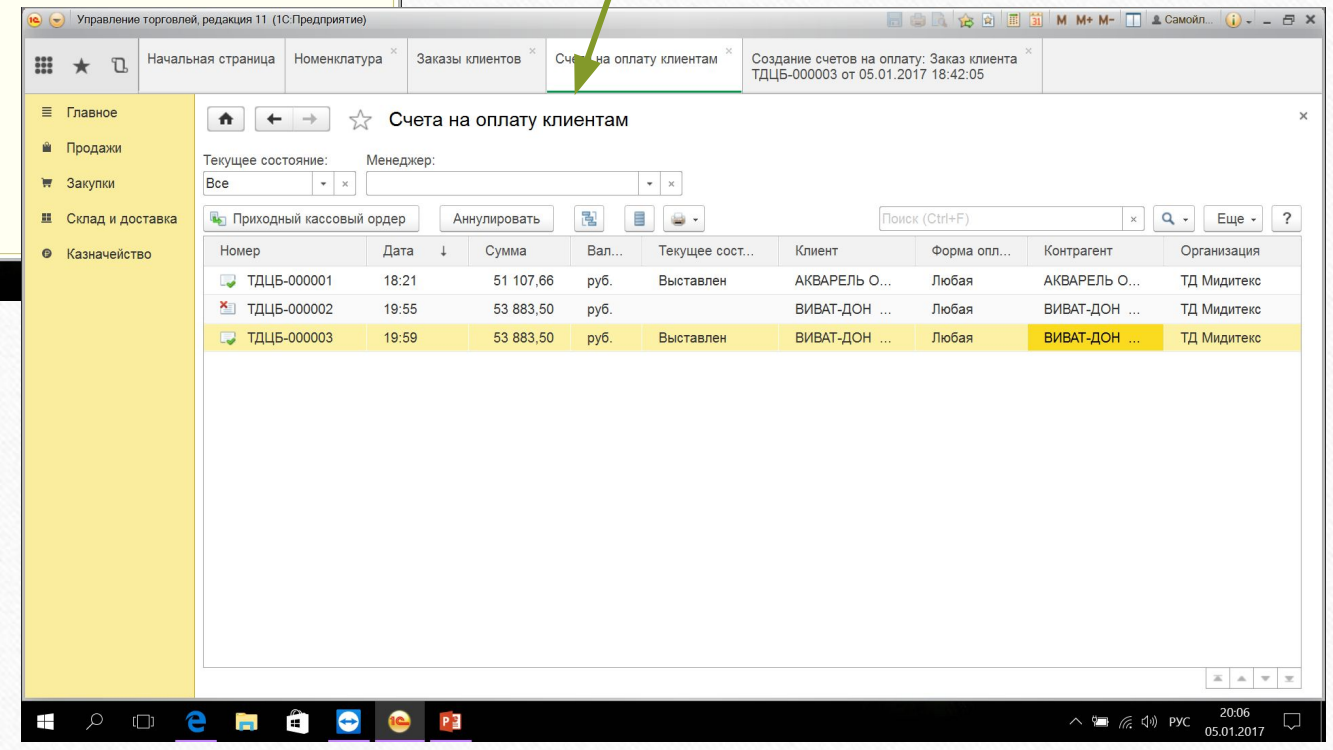 Управление торговлей, редакция 11 (1С:Предприятие)
M M+ M-
Самойл...
Начальная страница
Номенклатура
Заказы клиентов
Счета на оплату клиентам
Создание счетов на оплату: Заказ клиента
ТДЦБ-000003 от 05.01.2017 18:42:05
Главное
Продажи
Закупки
Склад и доставка
Казначейство
Счета на оплату клиентам
Текущее состояние: Менеджер:
Все
Приходный кассовый ордер Аннулировать Поиск (Ctrl+F) Еще ?
Номер Дата ↓ Сумма Вал... Текущее сост... Клиент Форма опл... Контрагент Организация
ТДЦБ-000001 18:21 51 107,66 руб. Выставлен АКВАРЕЛЬ О... Любая АКВАРЕЛЬ О... ТД Мидитекс
ТДЦБ-000002 19:55 53 883,50 руб. ВИВАТ-ДОН ... Любая ВИВАТ-ДОН ... ТД Мидитекс
ТДЦБ-000003 19:59 53 883,50 руб. Выставлен ВИВАТ-ДОН ... Любая ВИВАТ-ДОН ... ТД Мидитекс
РУС
20:06
05.01.2017